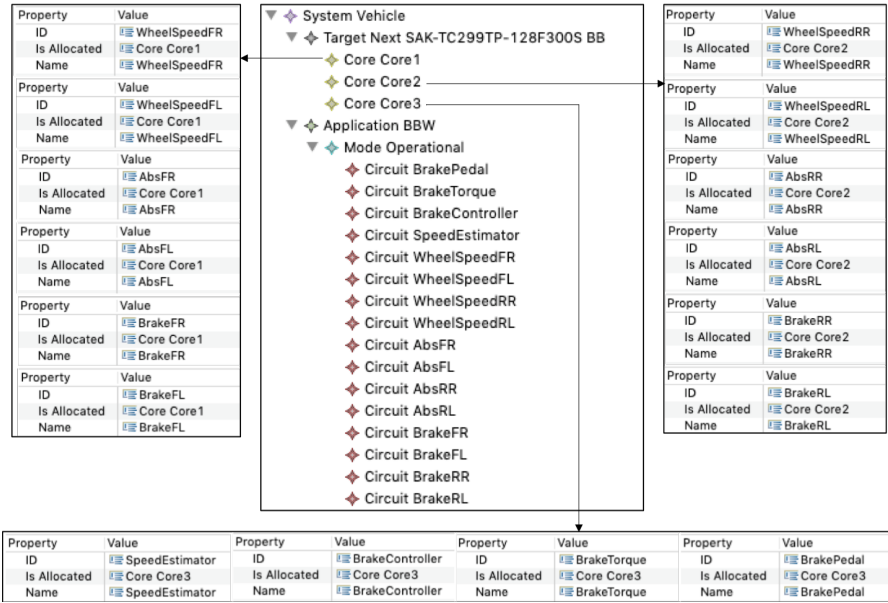 Property Value
ID WheelSpeedFR
Is Allocated Core Core1
Name WheelSpeedFR
Property Value
ID WheelSpeedFL
Is Allocated Core Core1
Name WheelSpeedFL
Property Value
ID AbsFR
Is Allocated Core Core1
Name AbsFR
Property Value
ID AbsFL
Is Allocated Core Core1
Name AbsFL
Property Value
ID BrakeFR
Is Allocated Core Core1
Name BrakeFR
Property Value
ID BrakeFL
Is Allocated Core Core1
Name BrakeFL
System Vehicle
Target Next SAK-TC299TP-128F300S BB
Core Core1
Core Core2
Core Core3
Application BBW
Mode Operational
Circuit BrakePedal
Circuit BrakeTorque
Circuit BrakeController
Circuit SpeedEstimator
Circuit WheelSpeedFR
Circuit WheelSpeedFL
Circuit WheelSpeedRR
Circuit WheelSpeedRL
Circuit AbsFR
Circuit AbsFL
Circuit AbsRR
Circuit AbsRL
Circuit BrakeFR
Circuit BrakeFL
Circuit BrakeRR
Circuit BrakeRL
Property Value
ID WheelSpeedRR
Is Allocated Core Core2
Name WheelSpeedRR
Property Value
ID WheelSpeedRL
Is Allocated Core Core2
Name WheelSpeedRL
Property Value
ID AbsRR
Is Allocated Core Core2
Name AbsRR
Property Value
ID AbsRL
Is Allocated Core Core2
Name AbsRL
Property Value
ID BrakeRR
Is Allocated Core Core2
Name BrakeRR
Property Value
ID BrakeRL
Is Allocated Core Core2
Name BrakeRL
Property Value
ID SpeedEstimator
Is Allocated Core Core3
Name SpeedEstimator
Property Value
ID BrakeController
Is Allocated Core Core3
Name BrakeController
Property Value
ID BrakeTorque
Is Allocated Core Core3
Name BrakeTorque
Property Value
ID BrakePedal
Is Allocated Core Core3
Name BrakePedal